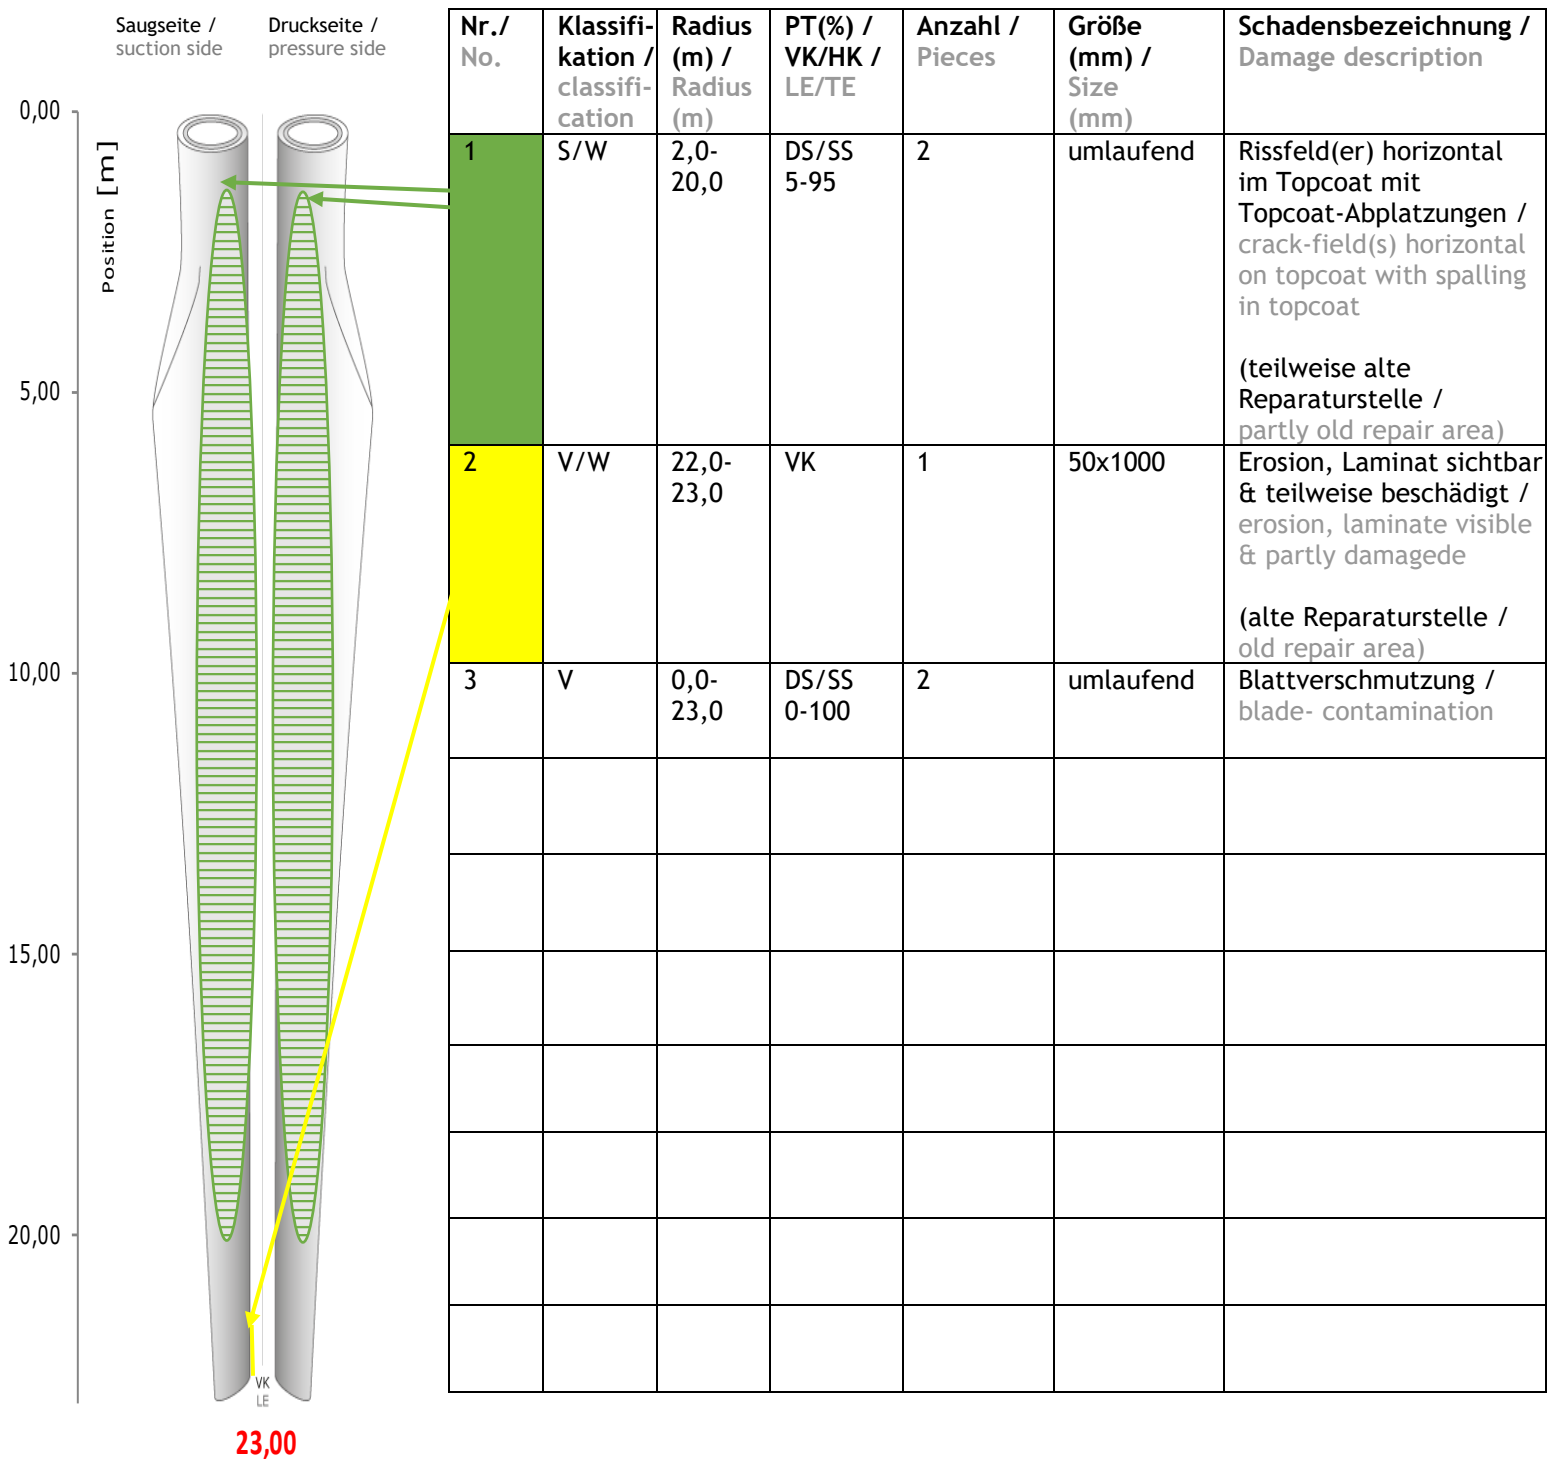 Saugseite /
suction side
Druckseite /
pressure side
0,00
5,00
10,00
15,00
20,00
Position [m]
VK
LE
23,00
Nr./
No.
Klassifi-
kation /
classifi-
cation
Radius
(m) /
Radius
(m)
PT(%) /
VK/HK /
LE/TE
Anzahl /
Pieces
Größe
(mm) /
Size
(mm)
Schadensbezeichnung /
Damage description
1
S/W
2,0-
20,0
DS/SS
5-95
2
umlaufend
Rissfeld(er) horizontal
im Topcoat mit
Topcoat-Abplatzungen /
crack-field(s) horizontal
on topcoat with spalling
in topcoat
(teilweise alte
Reparaturstelle /
partly old repair area)
2
V/W
22,0-
23,0
VK
1
50x1000
Erosion, Laminat sichtbar
& teilweise beschädigt /
erosion, laminate visible
& partly damagede
(alte Reparaturstelle /
old repair area)
3
V
0,0-
23,0
DS/SS
0-100
2
umlaufend
Blattverschmutzung /
blade- contamination